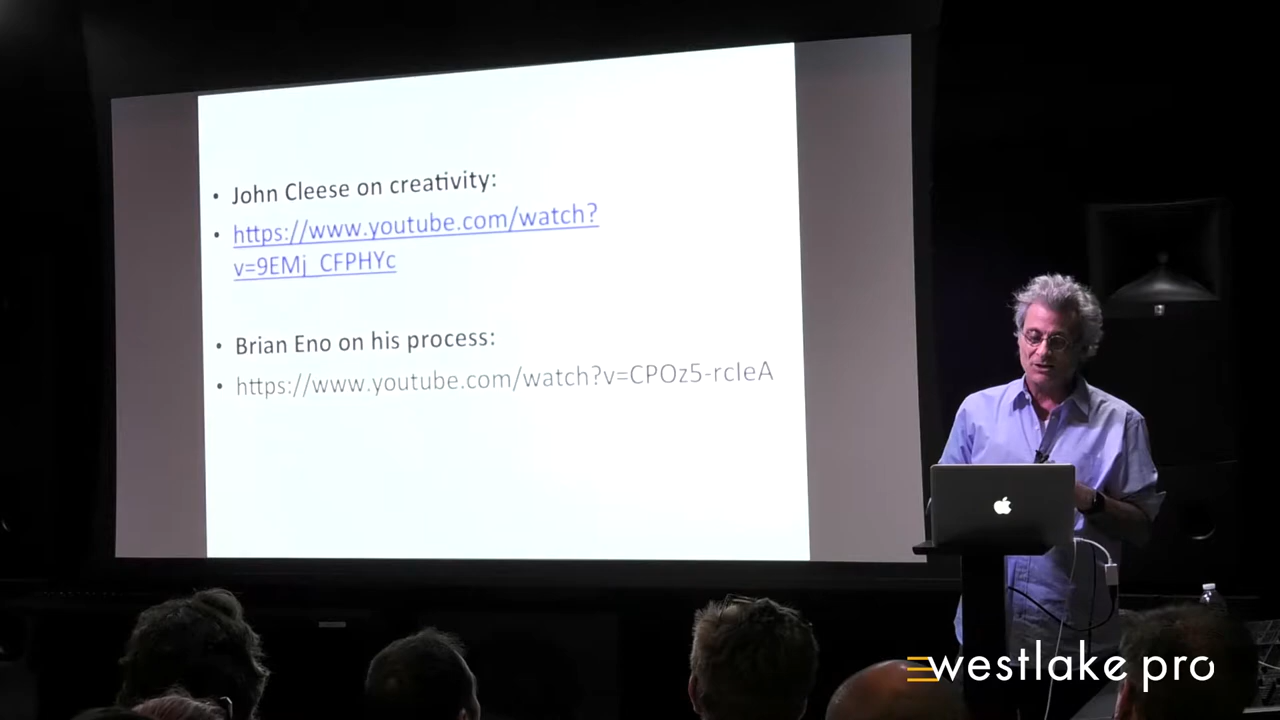 • John Cleese on creativity:
• https://www.youtube.com/watch?
v=9EMj_CFPHYc
• Brian Eno on his process:
• https://www.youtube.com/watch?v=CPOz5-rcleA
westlake pro